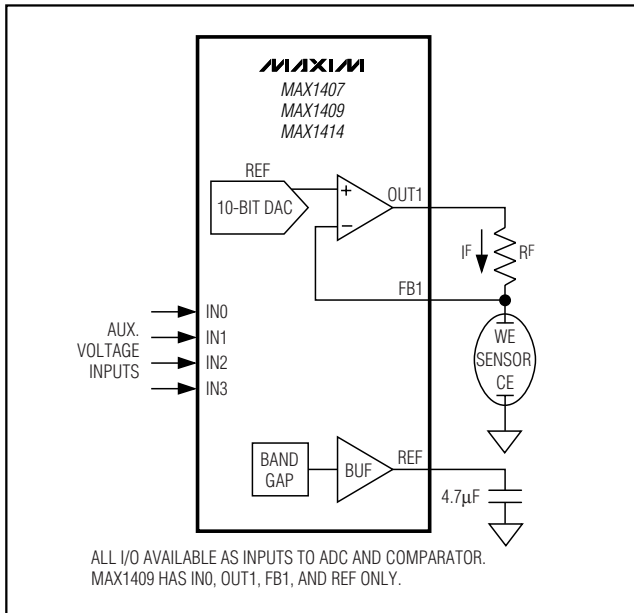 MAXIM
MAX1407
MAX1409
MAX1414
REF
10-BIT DAC
+
−
OUT1
IF
RF
FB1
AUX.
VOLTAGE
INPUTS
IN0
IN1
IN2
IN3
WE
SENSOR
CE
BAND
GAP
BUF
REF
4.7µF
ALL I/O AVAILABLE AS INPUTS TO ADC AND COMPARATOR.
MAX1409 HAS IN0, OUT1, FB1, AND REF ONLY.